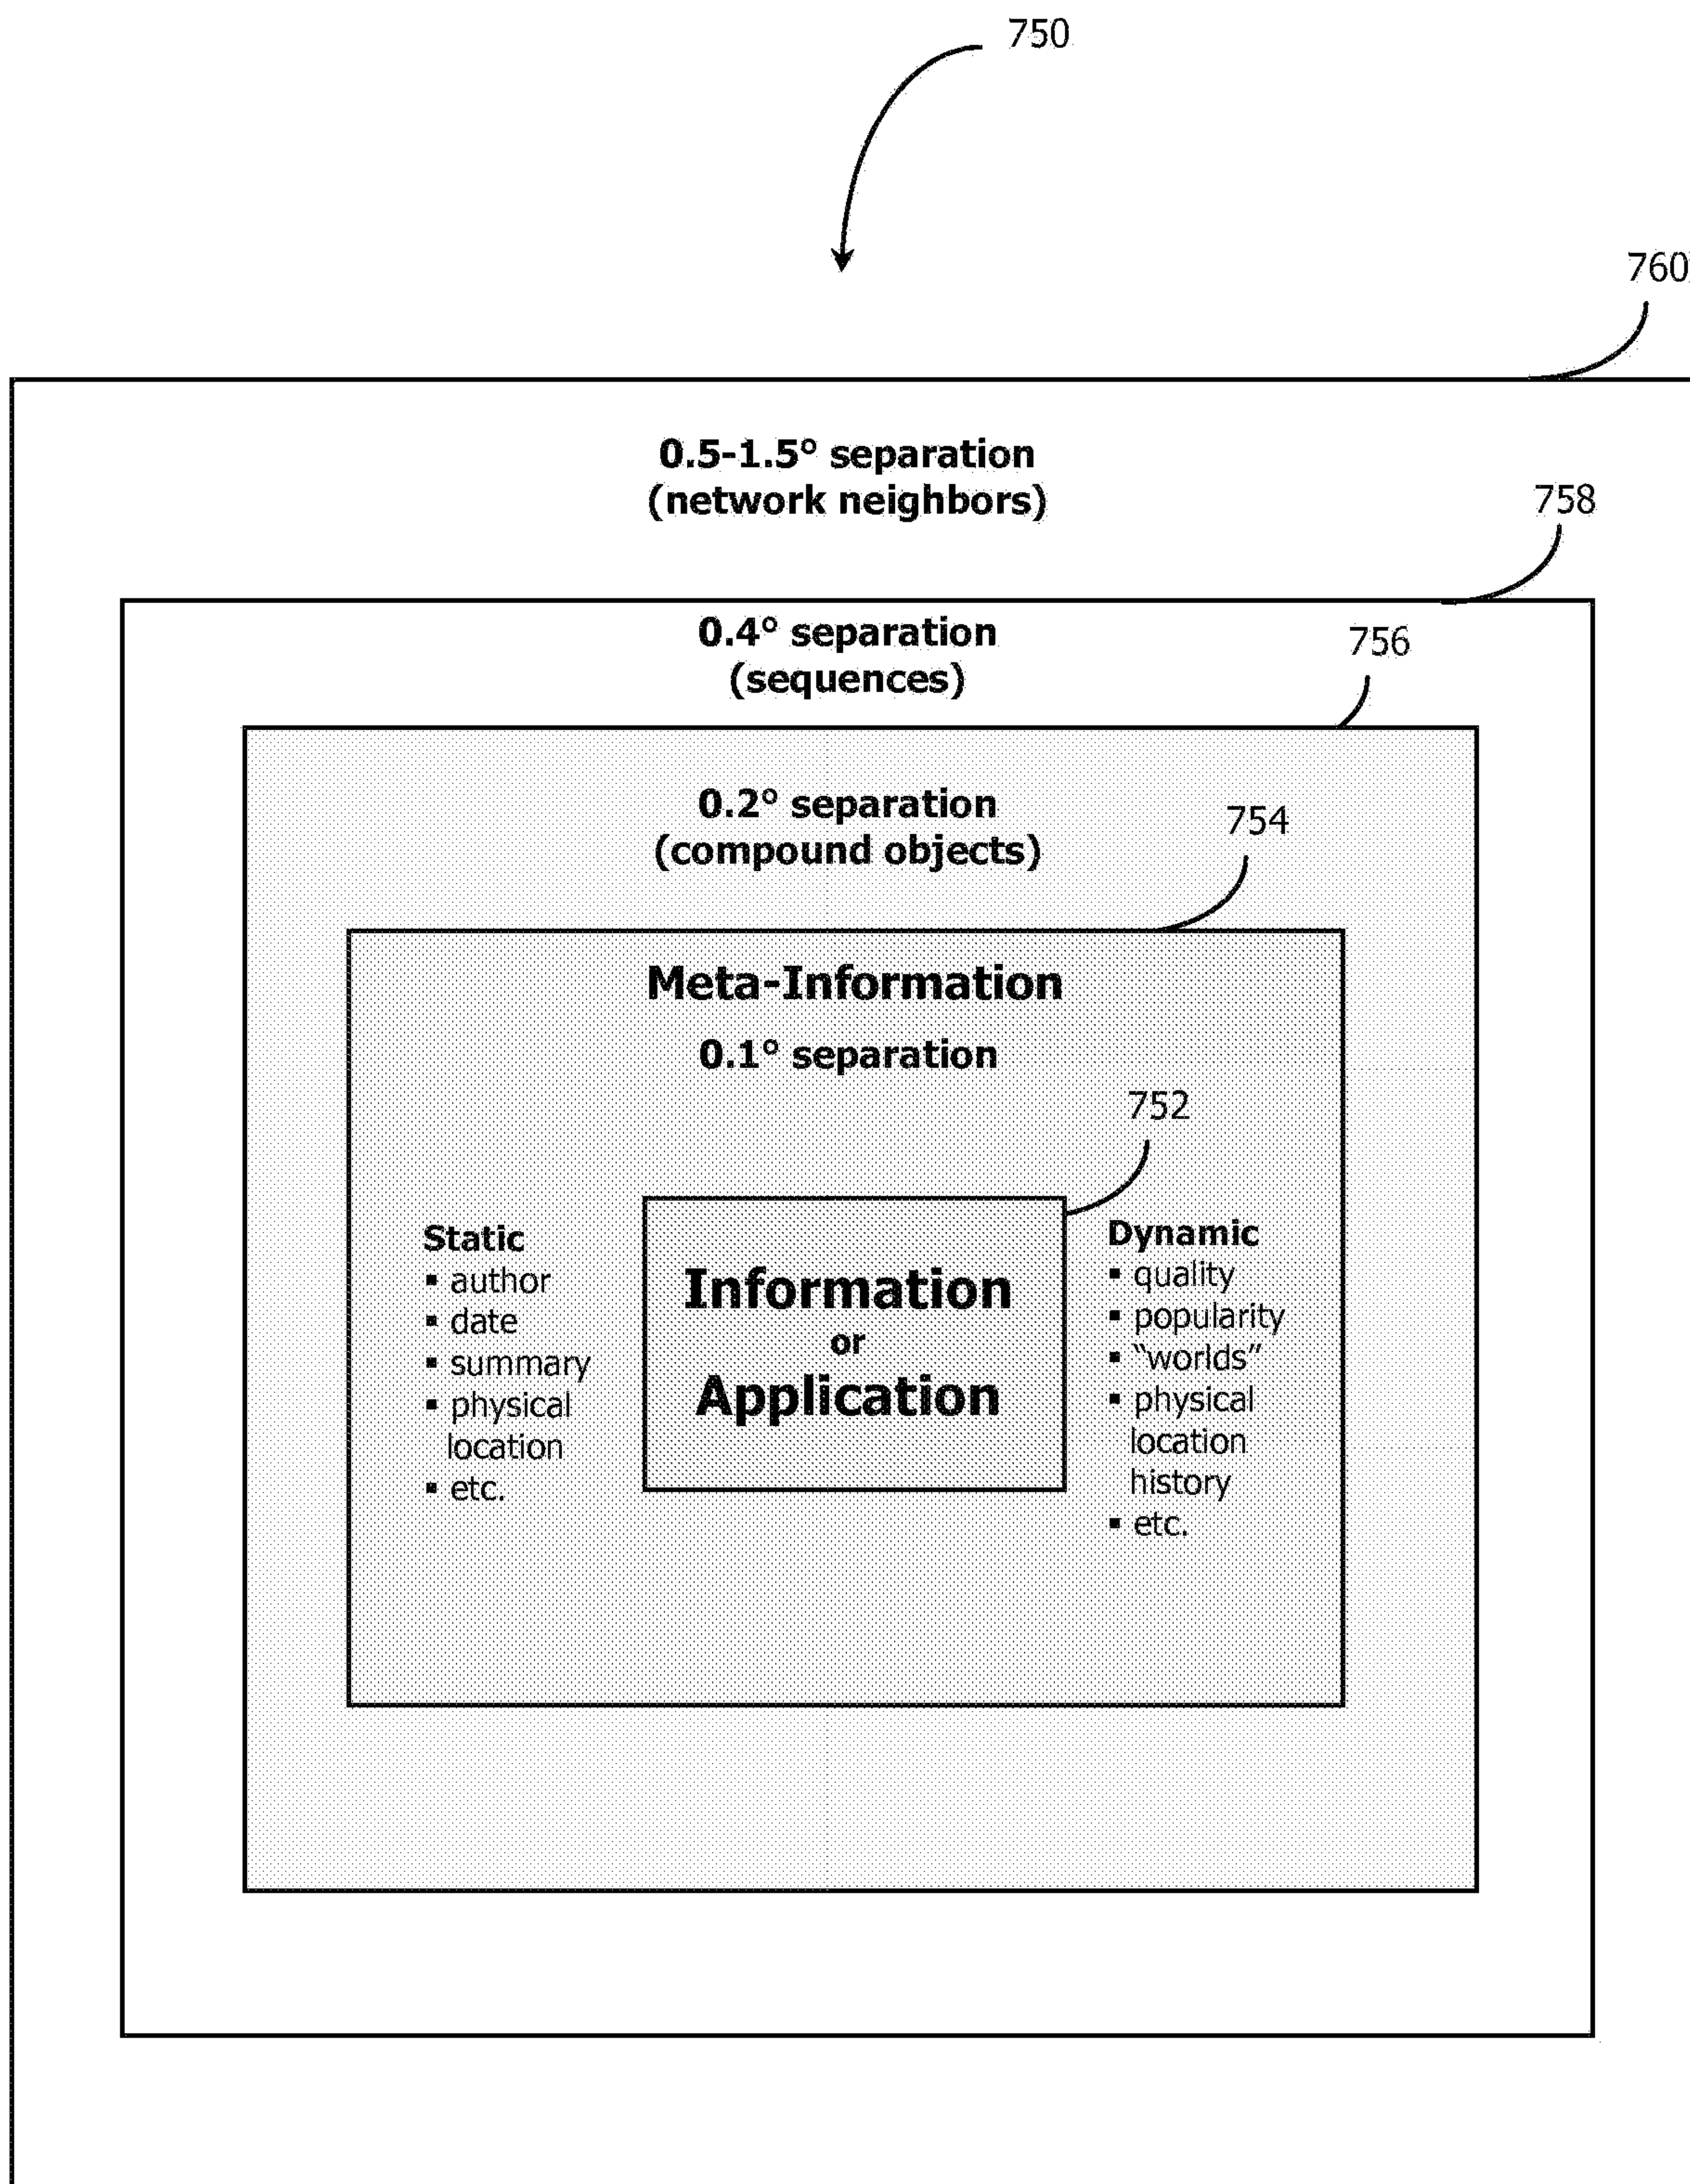 750
760
0.5-1.5° separation
(network neighbors)
758
0.4° separation
(sequences)
756
0.2° separation
(compound objects)
754
Meta-Information
0.1° separation
752
Static
▪ author
▪ date
▪ summary
▪ physical
location
▪ etc.
Information
or
Application
Dynamic
▪ quality
▪ popularity
▪ “worlds”
▪ physical
location
history
▪ etc.